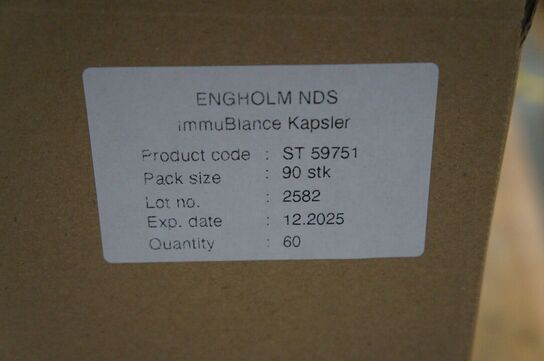 ENGHOLM NDS
immuBlance Kapsler
Product code : ST 59751
Pack size : 90 stk
Lot no. : 2582
Exp. date : 12.2025
Quantity : 60